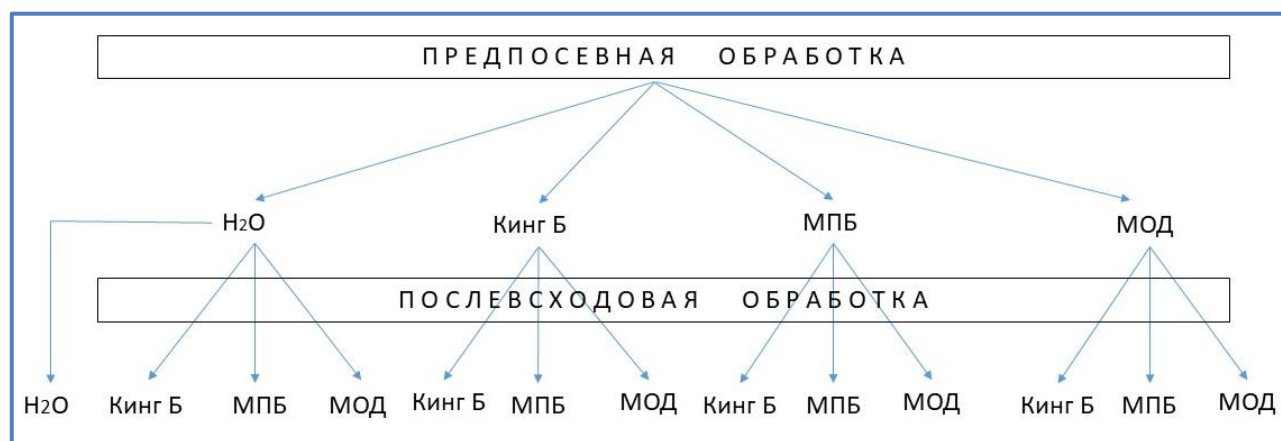 ПРЕДПОСЕВНАЯ ОБРАБОТКА
H2O Кинг Б МПБ МОД
ПОСЛЕВСХОДОВАЯ ОБРАБОТКА
H2O Кинг Б МПБ МОД Кинг Б МПБ МОД Кинг Б МПБ МОД Кинг Б МПБ МОД